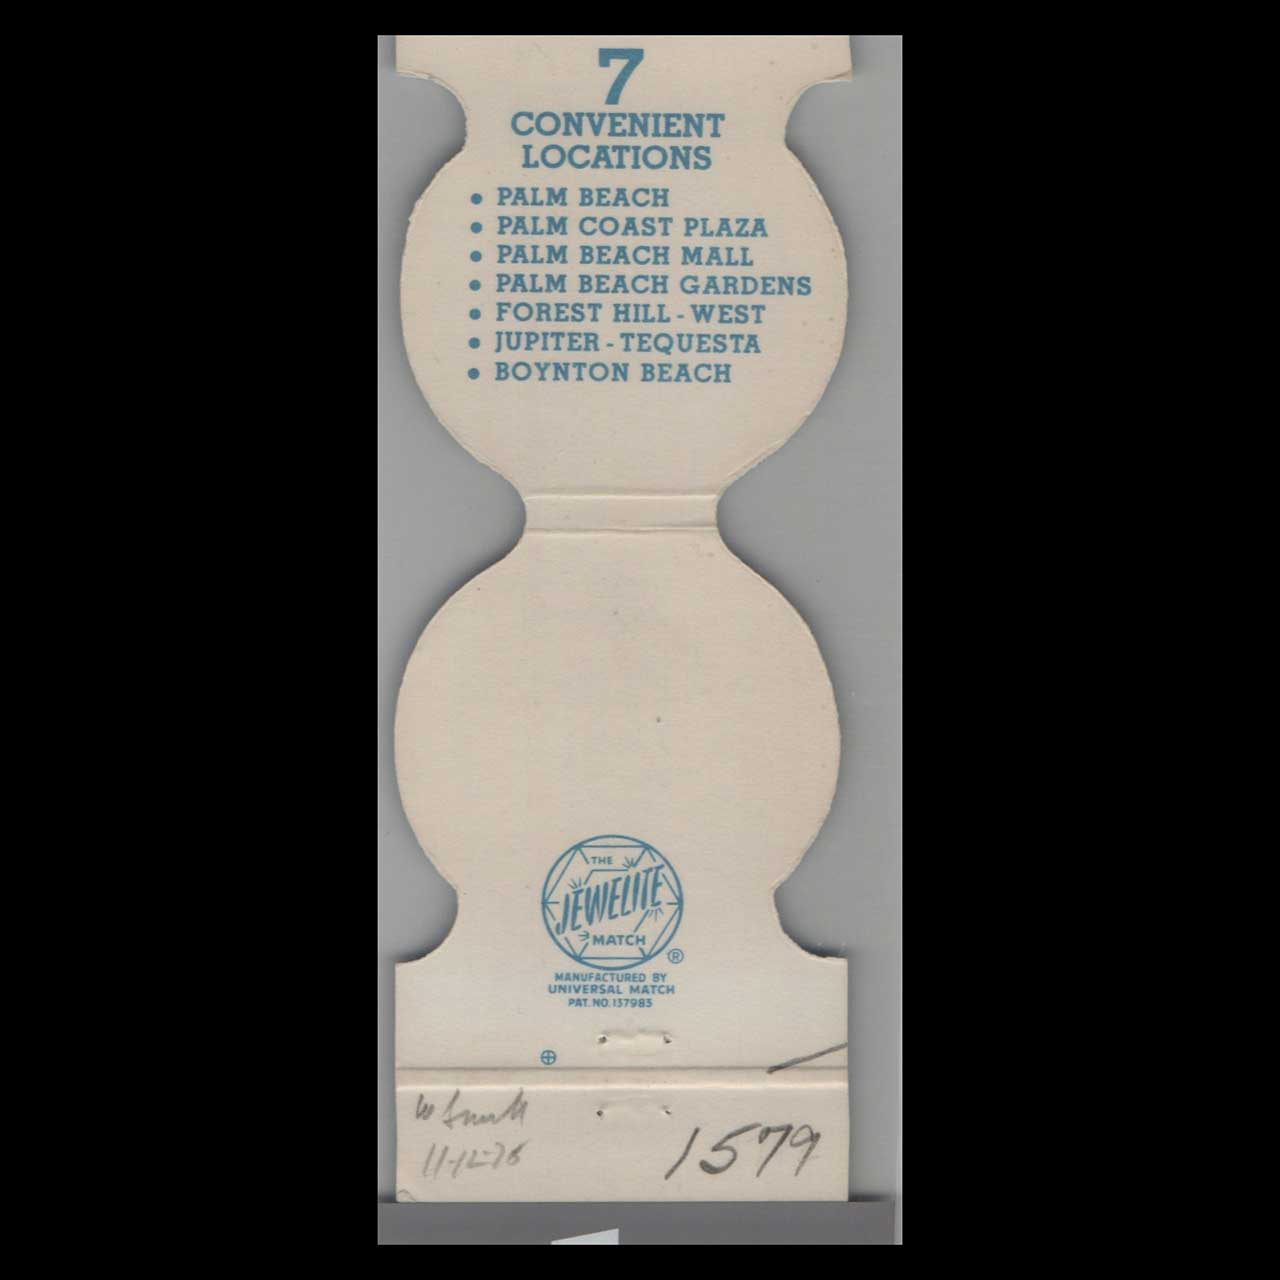 7
CONVENIENT
LOCATIONS
• PALM BEACH
• PALM COAST PLAZA
• PALM BEACH MALL
• PALM BEACH GARDENS
• FOREST HILL - WEST
• JUPITER - TEQUESTA
• BOYNTON BEACH
THE
JEWELITE
MATCH
®
MANUFACTURED BY
UNIVERSAL MATCH
PAT. NO. 137983
W
1579